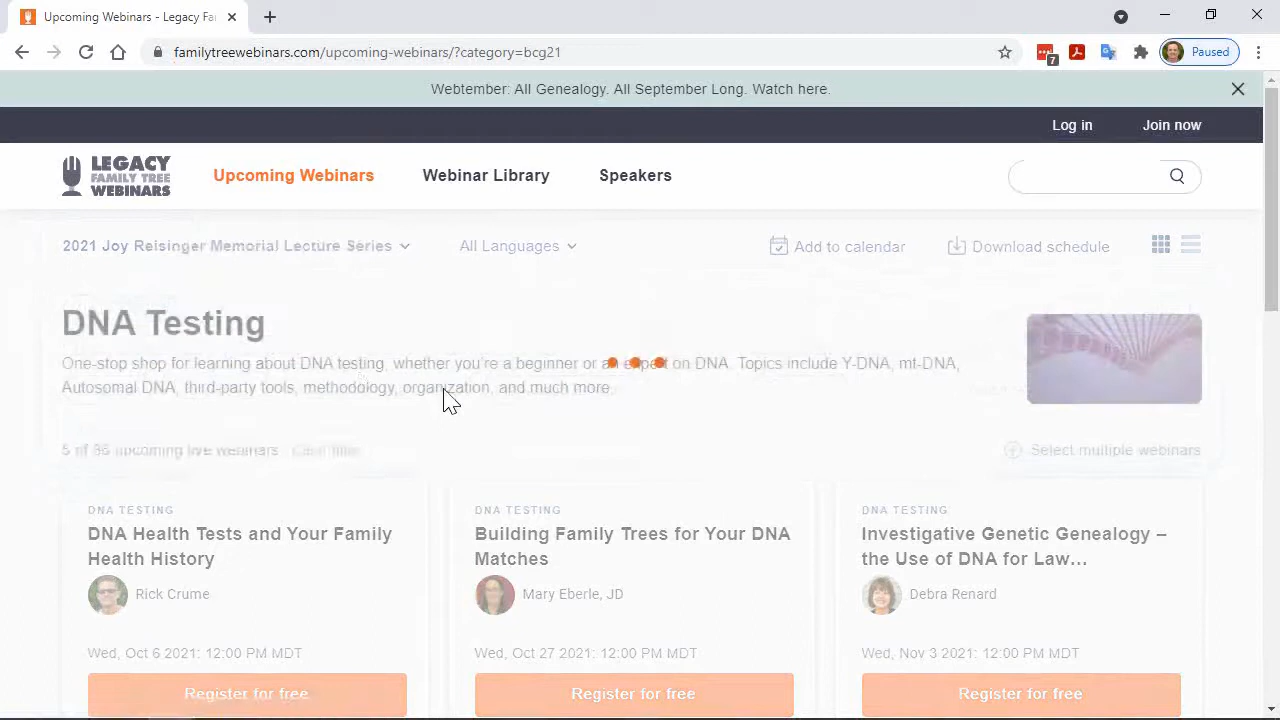 Upcoming Webinars - Legacy Fa
familytreewebinars.com/upcoming-webinars/?category=bcg21
7
Paused
Webtember: All Genealogy. All September Long. Watch here.
Log in
Join now
LEGACY
FAMILY TREE
WEBINARS
Upcoming Webinars
Webinar Library
Speakers
2021 Joy Reisinger Memorial Lecture Series
All Languages
Add to calendar
Download schedule
DNA Testing
One-stop shop for learning about DNA testing, whether you're a beginner or an expert on DNA. Topics include Y-DNA, mt-DNA,
Autosomal DNA, third-party tools, methodology, organization, and much more.
upcoming live webinars
Select multiple webinars
DNA TESTING
DNA Health Tests and Your Family
Health History
Rick Crume
Wed, Oct 6 2021: 12:00 PM MDT
Register for free
DNA TESTING
Building Family Trees for Your DNA
Matches
Mary Eberle, JD
Wed, Oct 27 2021: 12:00 PM MDT
Register for free
DNA TESTING
Investigative Genetic Genealogy –
the Use of DNA for Law...
Debra Renard
Wed, Nov 3 2021: 12:00 PM MDT
Register for free